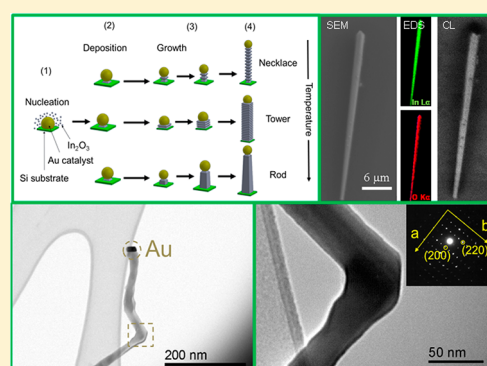 (1)
(2)
(3)
(4)
Deposition
Growth
Necklace
Nucleation
Tower
In2O3
Au catalyst
Si substrate
Rod
Temperature
SEM
EDS
CL
In Lα
O Kα
6 μm
Au
200 nm
a
b
(200)
(220)
50 nm